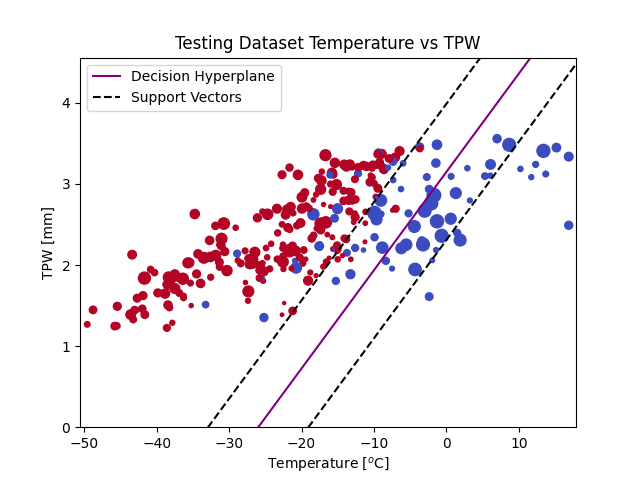 Testing Dataset Temperature vs TPW
Decision Hyperplane
Support Vectors
TPW [mm]
4
3
2
1
0
−50 −40 −30 −20 −10 0 10
Temperature [°C]